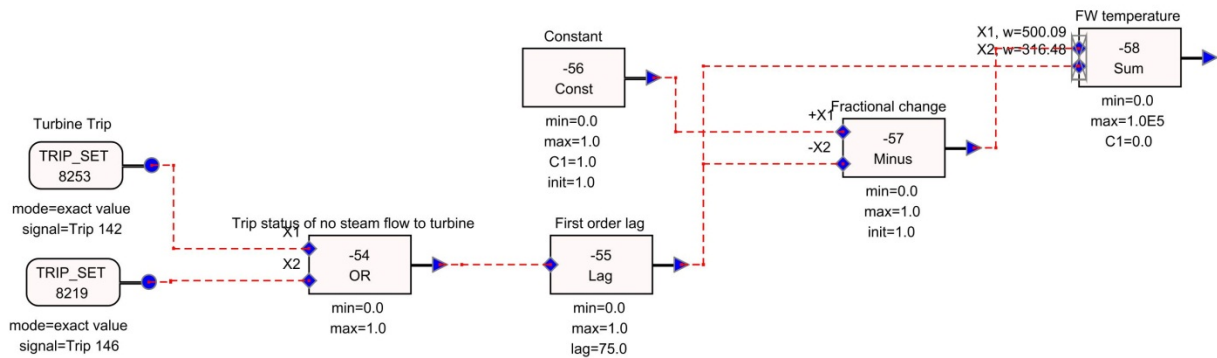 FW temperature
X1, w=500.09
X2, w=316.48
-58
Sum
min=0.0
max=1.0E5
C1=0.0
Constant
-56
Const
min=0.0
max=1.0
C1=1.0
init=1.0
Fractional change
+X1
-X2
-57
Minus
min=0.0
max=1.0
init=1.0
Turbine Trip
TRIP_SET
8253
mode=exact value
signal=Trip 142
Trip status of no steam flow to turbine
X1
X2
-54
OR
min=0.0
max=1.0
First order lag
-55
Lag
min=0.0
max=1.0
lag=75.0
TRIP_SET
8219
mode=exact value
signal=Trip 146